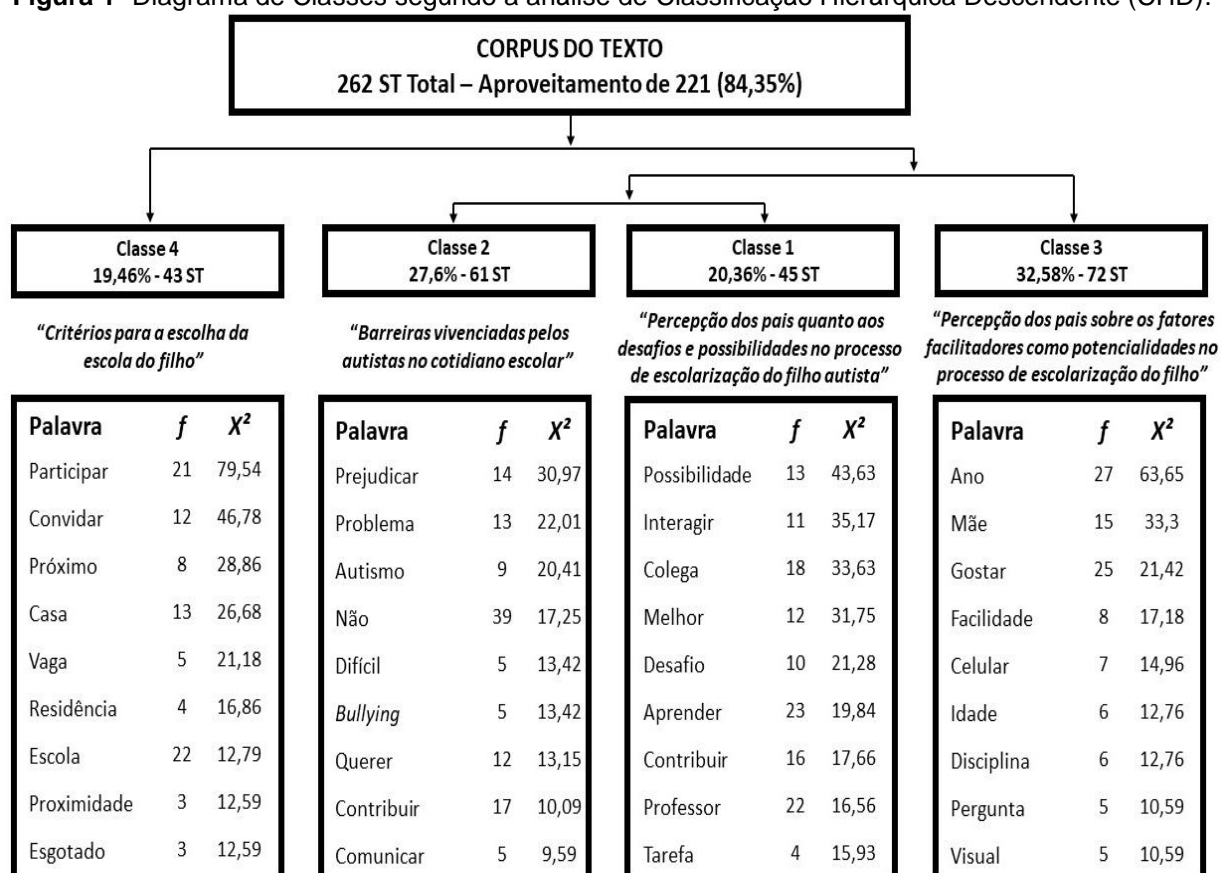 Figura 1- Diagrama de Classes segundo a análise de Classificação Hierárquica Descendente (CHD).
CORPUS DO TEXTO
262 ST Total – Aproveitamento de 221 (84,35%)
Classe 4
19,46% - 43 ST
"Critérios para a escolha da
escola do filho"
Palavra f X²
Participar 21 79,54
Convidar 12 46,78
Próximo 8 28,86
Casa 13 26,68
Vaga 5 21,18
Residência 4 16,86
Escola 22 12,79
Proximidade 3 12,59
Esgotado 3 12,59
Classe 2
27,6% - 61 ST
"Barreiras vivenciadas pelos
autistas no cotidiano escolar"
Palavra f X²
Prejudicar 14 30,97
Problema 13 22,01
Autismo 9 20,41
Não 39 17,25
Difícil 5 13,42
Bullying 5 13,42
Querer 12 13,15
Contribuir 17 10,09
Comunicar 5 9,59
Classe 1
20,36% - 45 ST
"Percepção dos pais quanto aos
desafios e possibilidades no processo
de escolarização do filho autista"
Palavra f X²
Possibilidade 13 43,63
Interagir 11 35,17
Colega 18 33,63
Melhor 12 31,75
Desafio 10 21,28
Aprender 23 19,84
Contribuir 16 17,66
Professor 22 16,56
Tarefa 4 15,93
Classe 3
32,58% - 72 ST
"Percepção dos pais sobre os fatores
facilitadores como potencialidades no
processo de escolarização do filho"
Palavra f X²
Ano 27 63,65
Mãe 15 33,3
Gostar 25 21,42
Facilidade 8 17,18
Celular 7 14,96
Idade 6 12,76
Disciplina 6 12,76
Pergunta 5 10,59
Visual 5 10,59